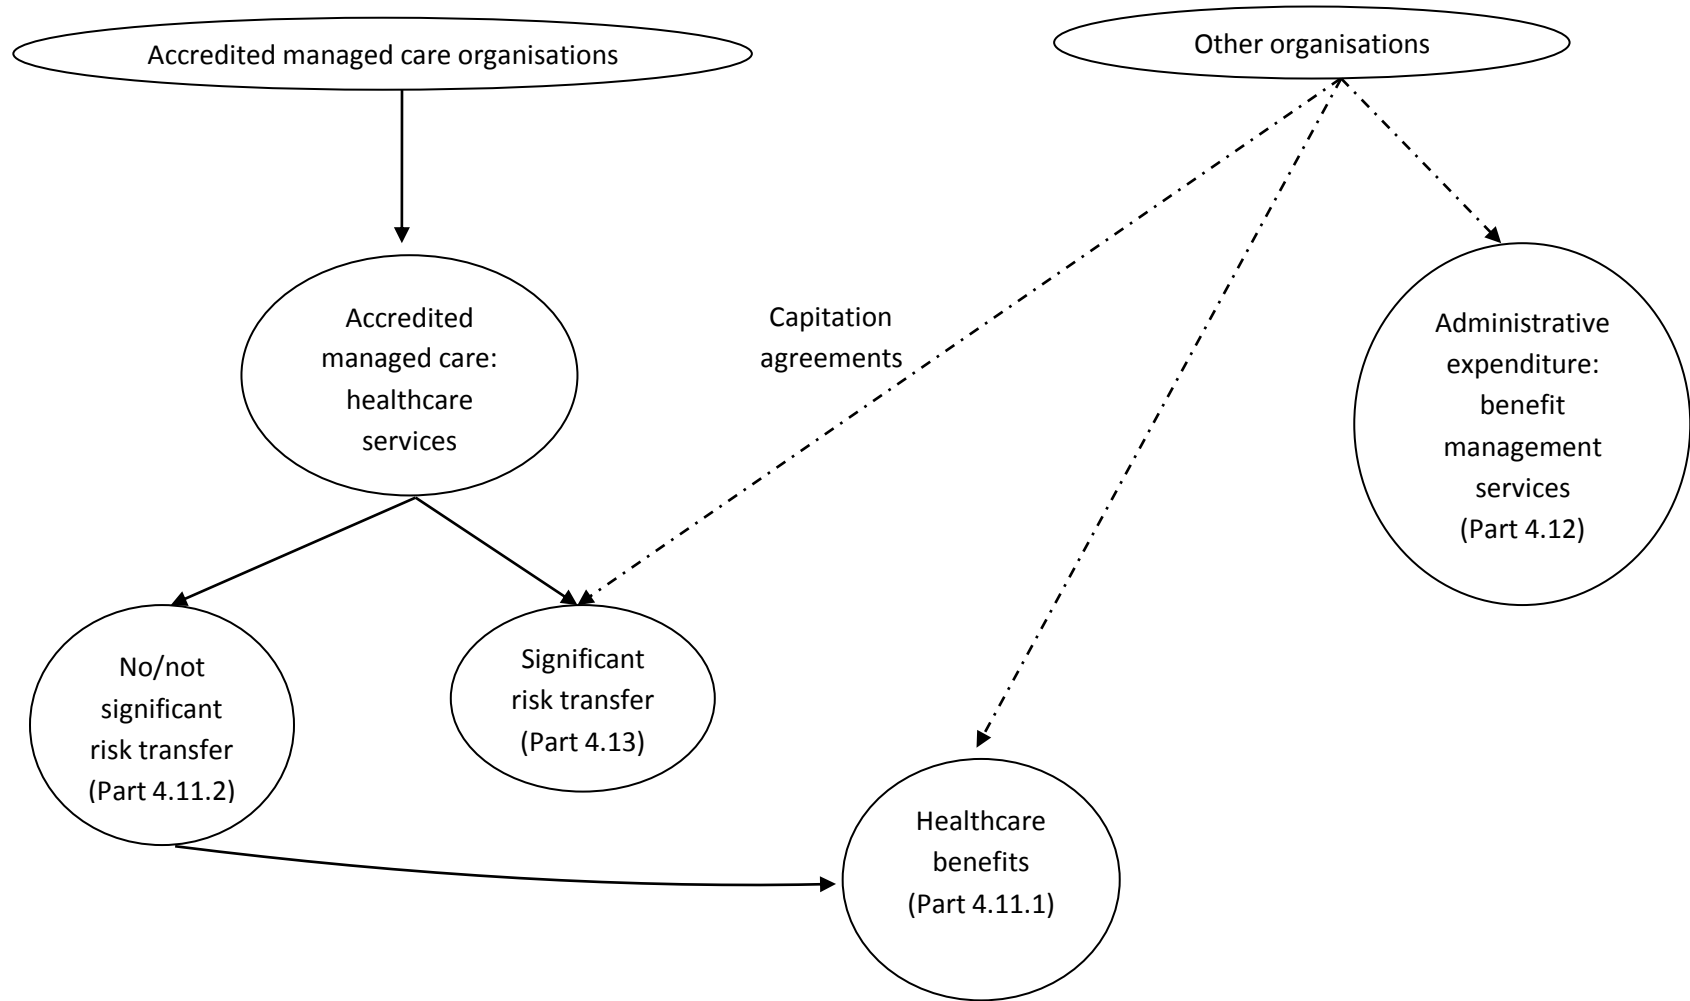 Accredited managed care organisations
Other organisations
Accredited
managed care:
healthcare
services
Capitation
agreements
Administrative
expenditure:
benefit
management
services
(Part 4.12)
No/not
significant
risk transfer
(Part 4.11.2)
Significant
risk transfer
(Part 4.13)
Healthcare
benefits
(Part 4.11.1)